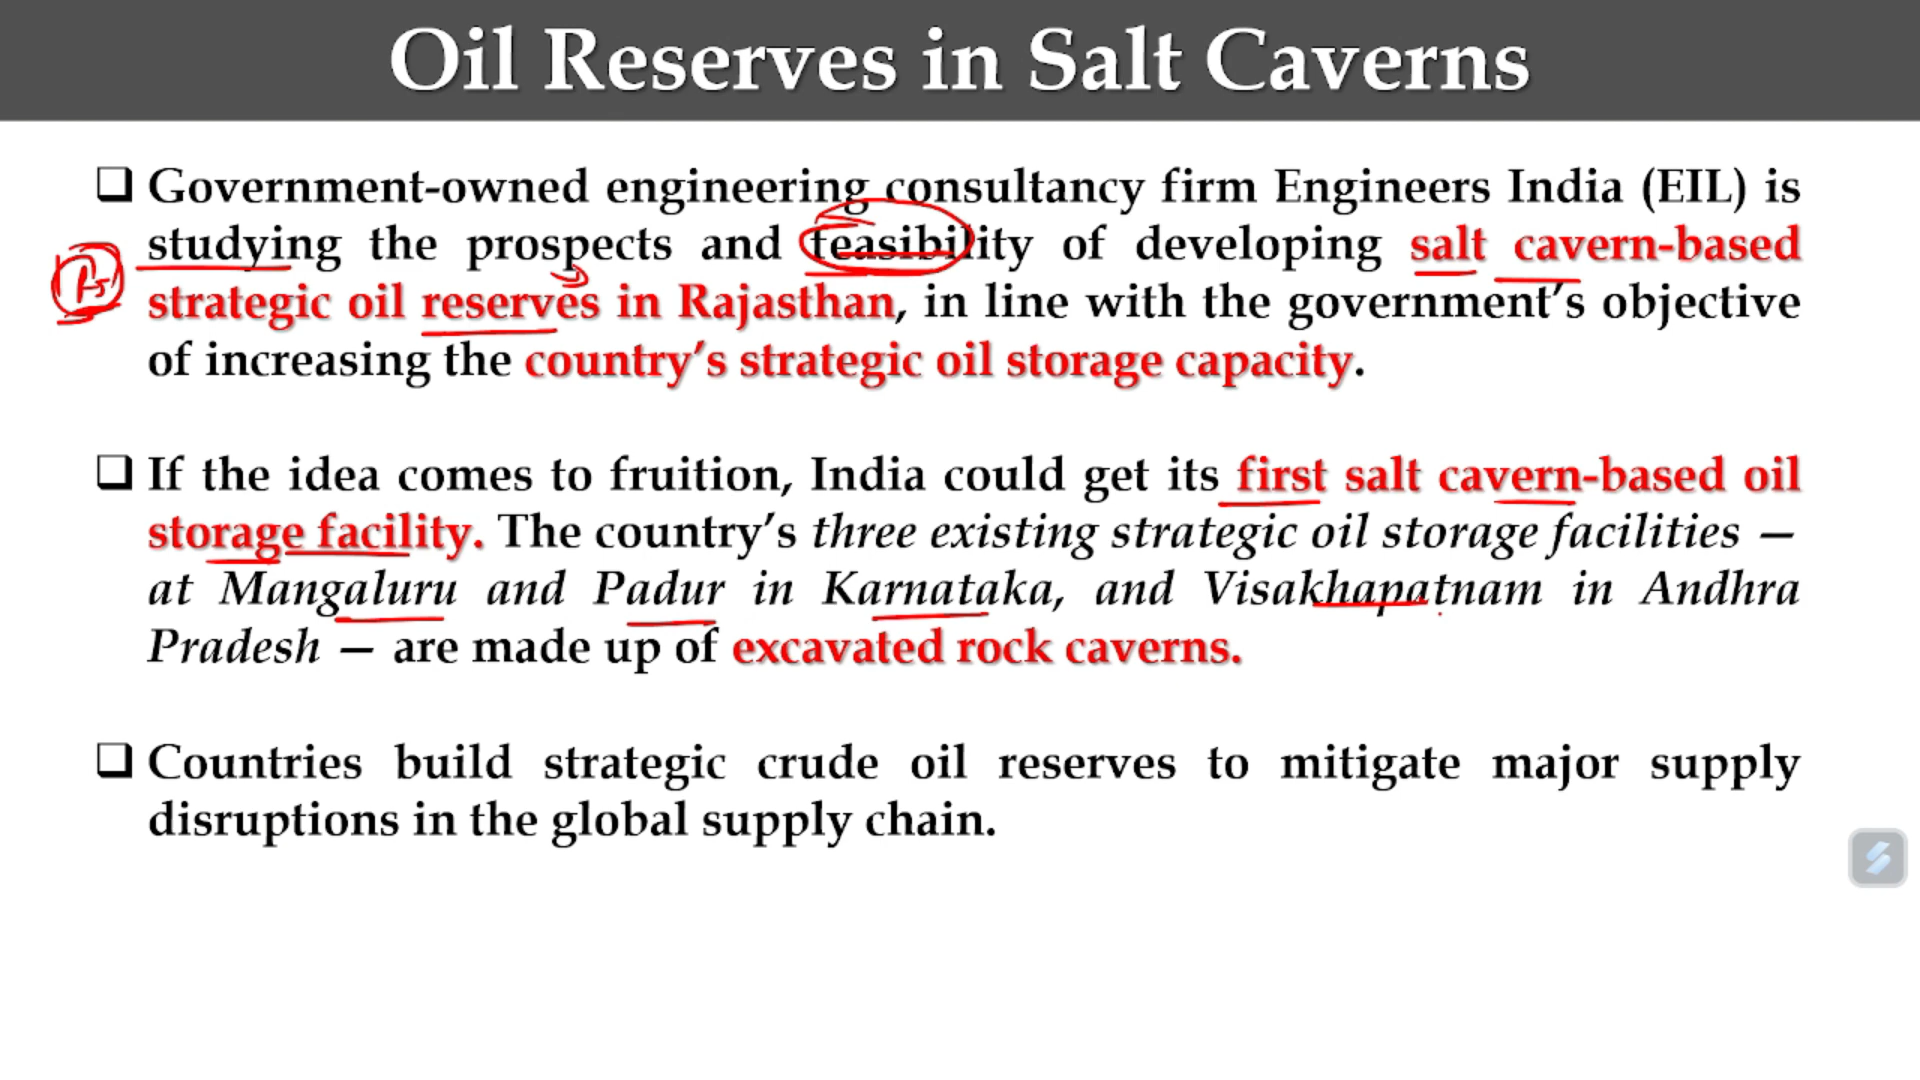 Oil Reserves in Salt Caverns
Government-owned engineering consultancy firm Engineers India (EIL) is
studying the prospects and feasibility of developing salt cavern-based
strategic oil reserves in Rajasthan, in line with the government's objective
of increasing the country's strategic oil storage capacity.
If the idea comes to fruition, India could get its first salt cavern-based oil
storage facility. The country's three existing strategic oil storage facilities —
at Mangaluru and Padur in Karnataka, and Visakhapatnam in Andhra
Pradesh — are made up of excavated rock caverns.
Countries build strategic crude oil reserves to mitigate major supply
disruptions in the global supply chain.